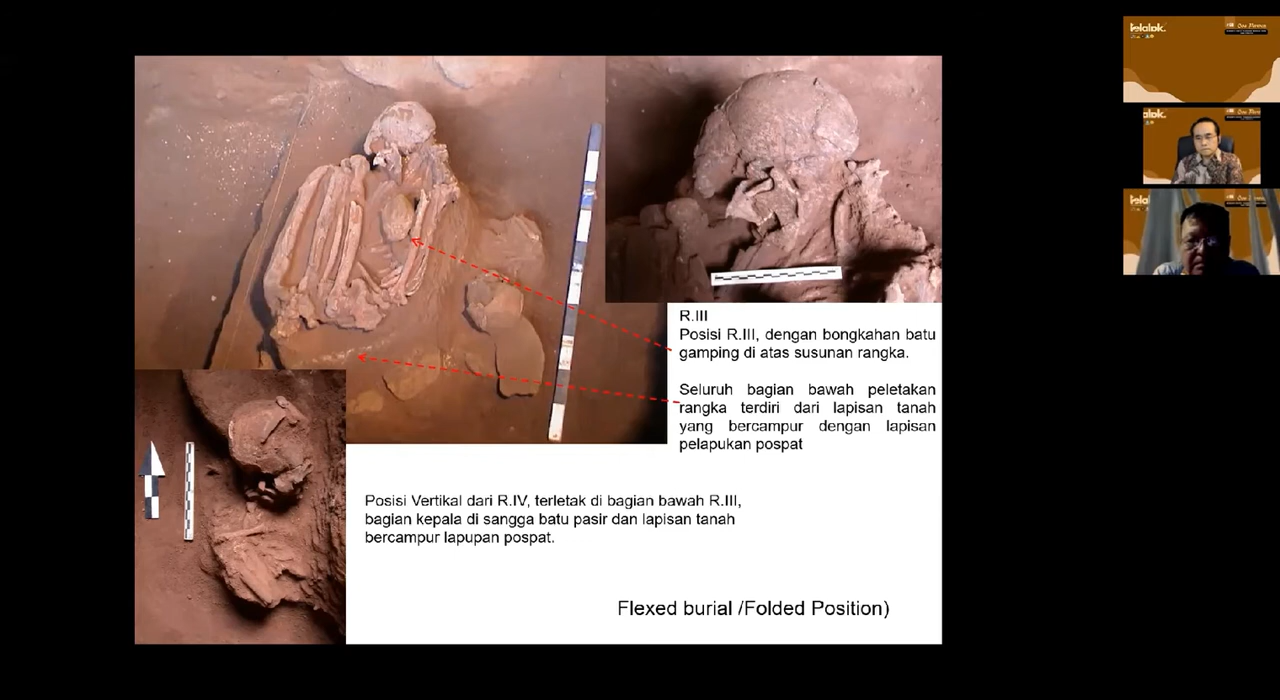 R.III
Posisi R.III, dengan bongkahan batu
gamping di atas susunan rangka.
Seluruh bagian bawah peletakan
rangka terdiri dari lapisan tanah
yang bercampur dengan lapisan
pelapukan pospat
Posisi Vertikal dari R.IV, terletak di bagian bawah R.III,
bagian kepala di sangga batu pasir dan lapisan tanah
bercampur lapupan pospat.
Flexed burial /Folded Position)